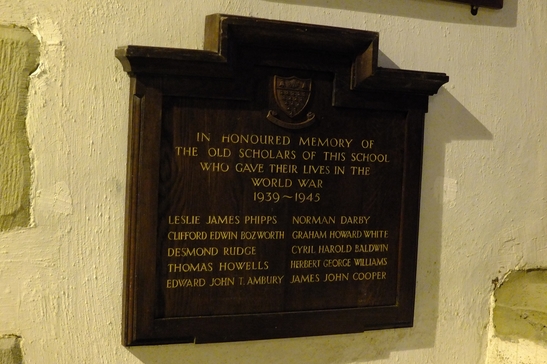 IN HONOURED MEMORY OF
THE OLD SCHOLARS OF THIS SCHOOL
WHO GAVE THEIR LIVES IN THE
WORLD WAR
1939~1945
LESLIE JAMES PHIPPS NORMAN DARBY
CLIFFORD EDWIN BOZWORTH GRAHAM HOWARD WHITE
DESMOND RUDGE CYRIL HAROLD BALDWIN
THOMAS HOWELLS HERBERT GEORGE WILLIAMS
EDWARD JOHN T. AMBURY JAMES JOHN COOPER